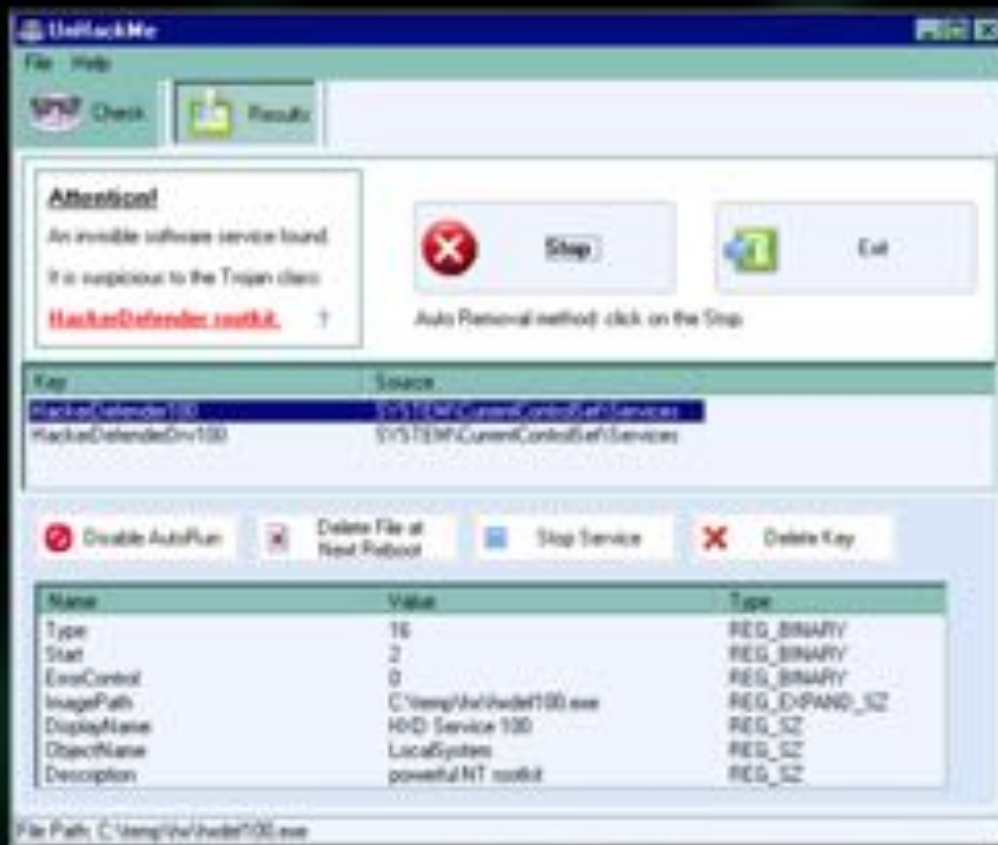 UnHackMe
File Help
Check Results
Attention!
An invisible software service found.
It is suspicious to the Trojan class:
HackerDefender rootkit. ?
Stop Exit
Auto Removal method: click on the Stop
Key Source
HackerDefender100 SYSTEM\CurrentControlSet\Services
HackerDefenderDrv100 SYSTEM\CurrentControlSet\Services
Disable AutoRun Delete File at Next Reboot Stop Service Delete Key
Name Value Type
Type 16 REG_BINARY
Start 2 REG_BINARY
ErrorControl 0 REG_BINARY
ImagePath REG_EXPAND_SZ
DisplayName HXD Service 100 REG_SZ
ObjectName LocalSystem REG_SZ
Description powerful NT rootkit REG_SZ
File Path: